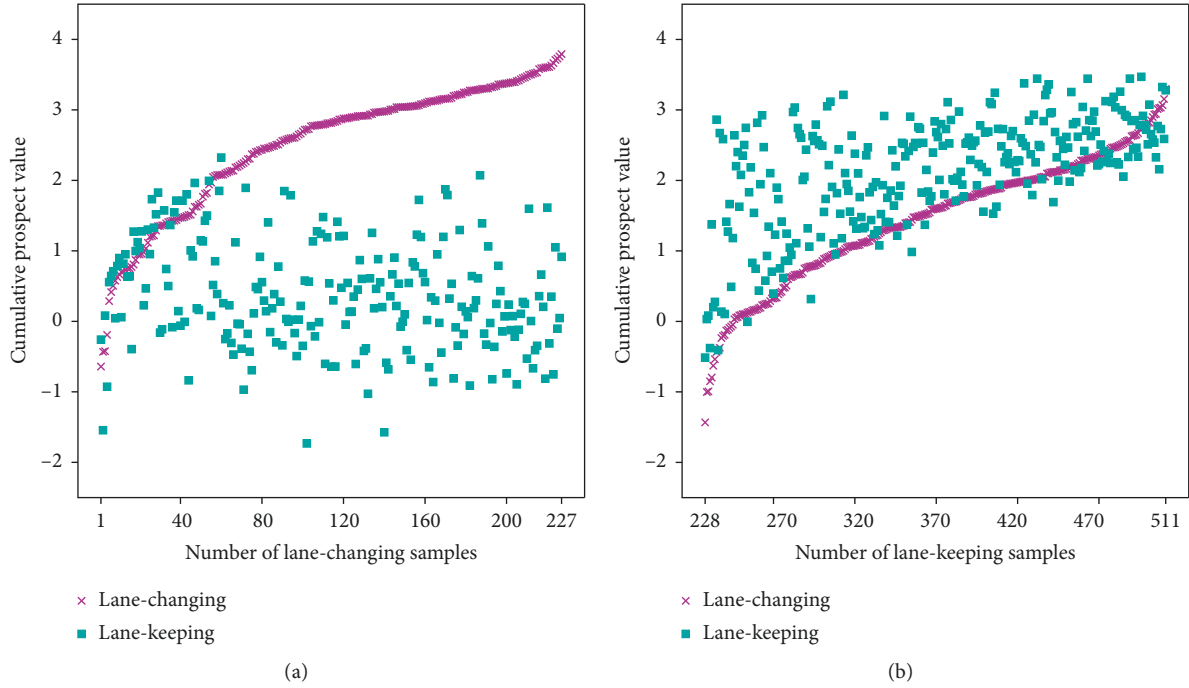 4
3
2
1
0
–1
–2
Cumulative prospect value
1 40 80 120 160 200 227
Number of lane-changing samples
× Lane-changing
Lane-keeping
(a)
4
3
2
1
0
–1
–2
Cumulative prospect value
228 270 320 370 420 470 511
Number of lane-keeping samples
× Lane-changing
Lane-keeping
(b)